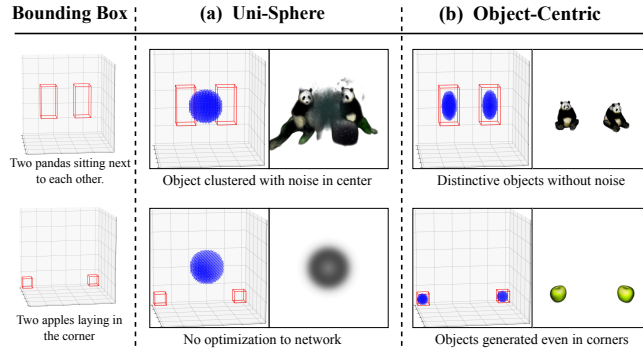 Bounding Box
(a) Uni-Sphere
(b) Object-Centric
Two pandas sitting next
to each other.
Object clustered with noise in center
Distinctive objects without noise
Two apples laying in
the corner
No optimization to network
Objects generated even in corners